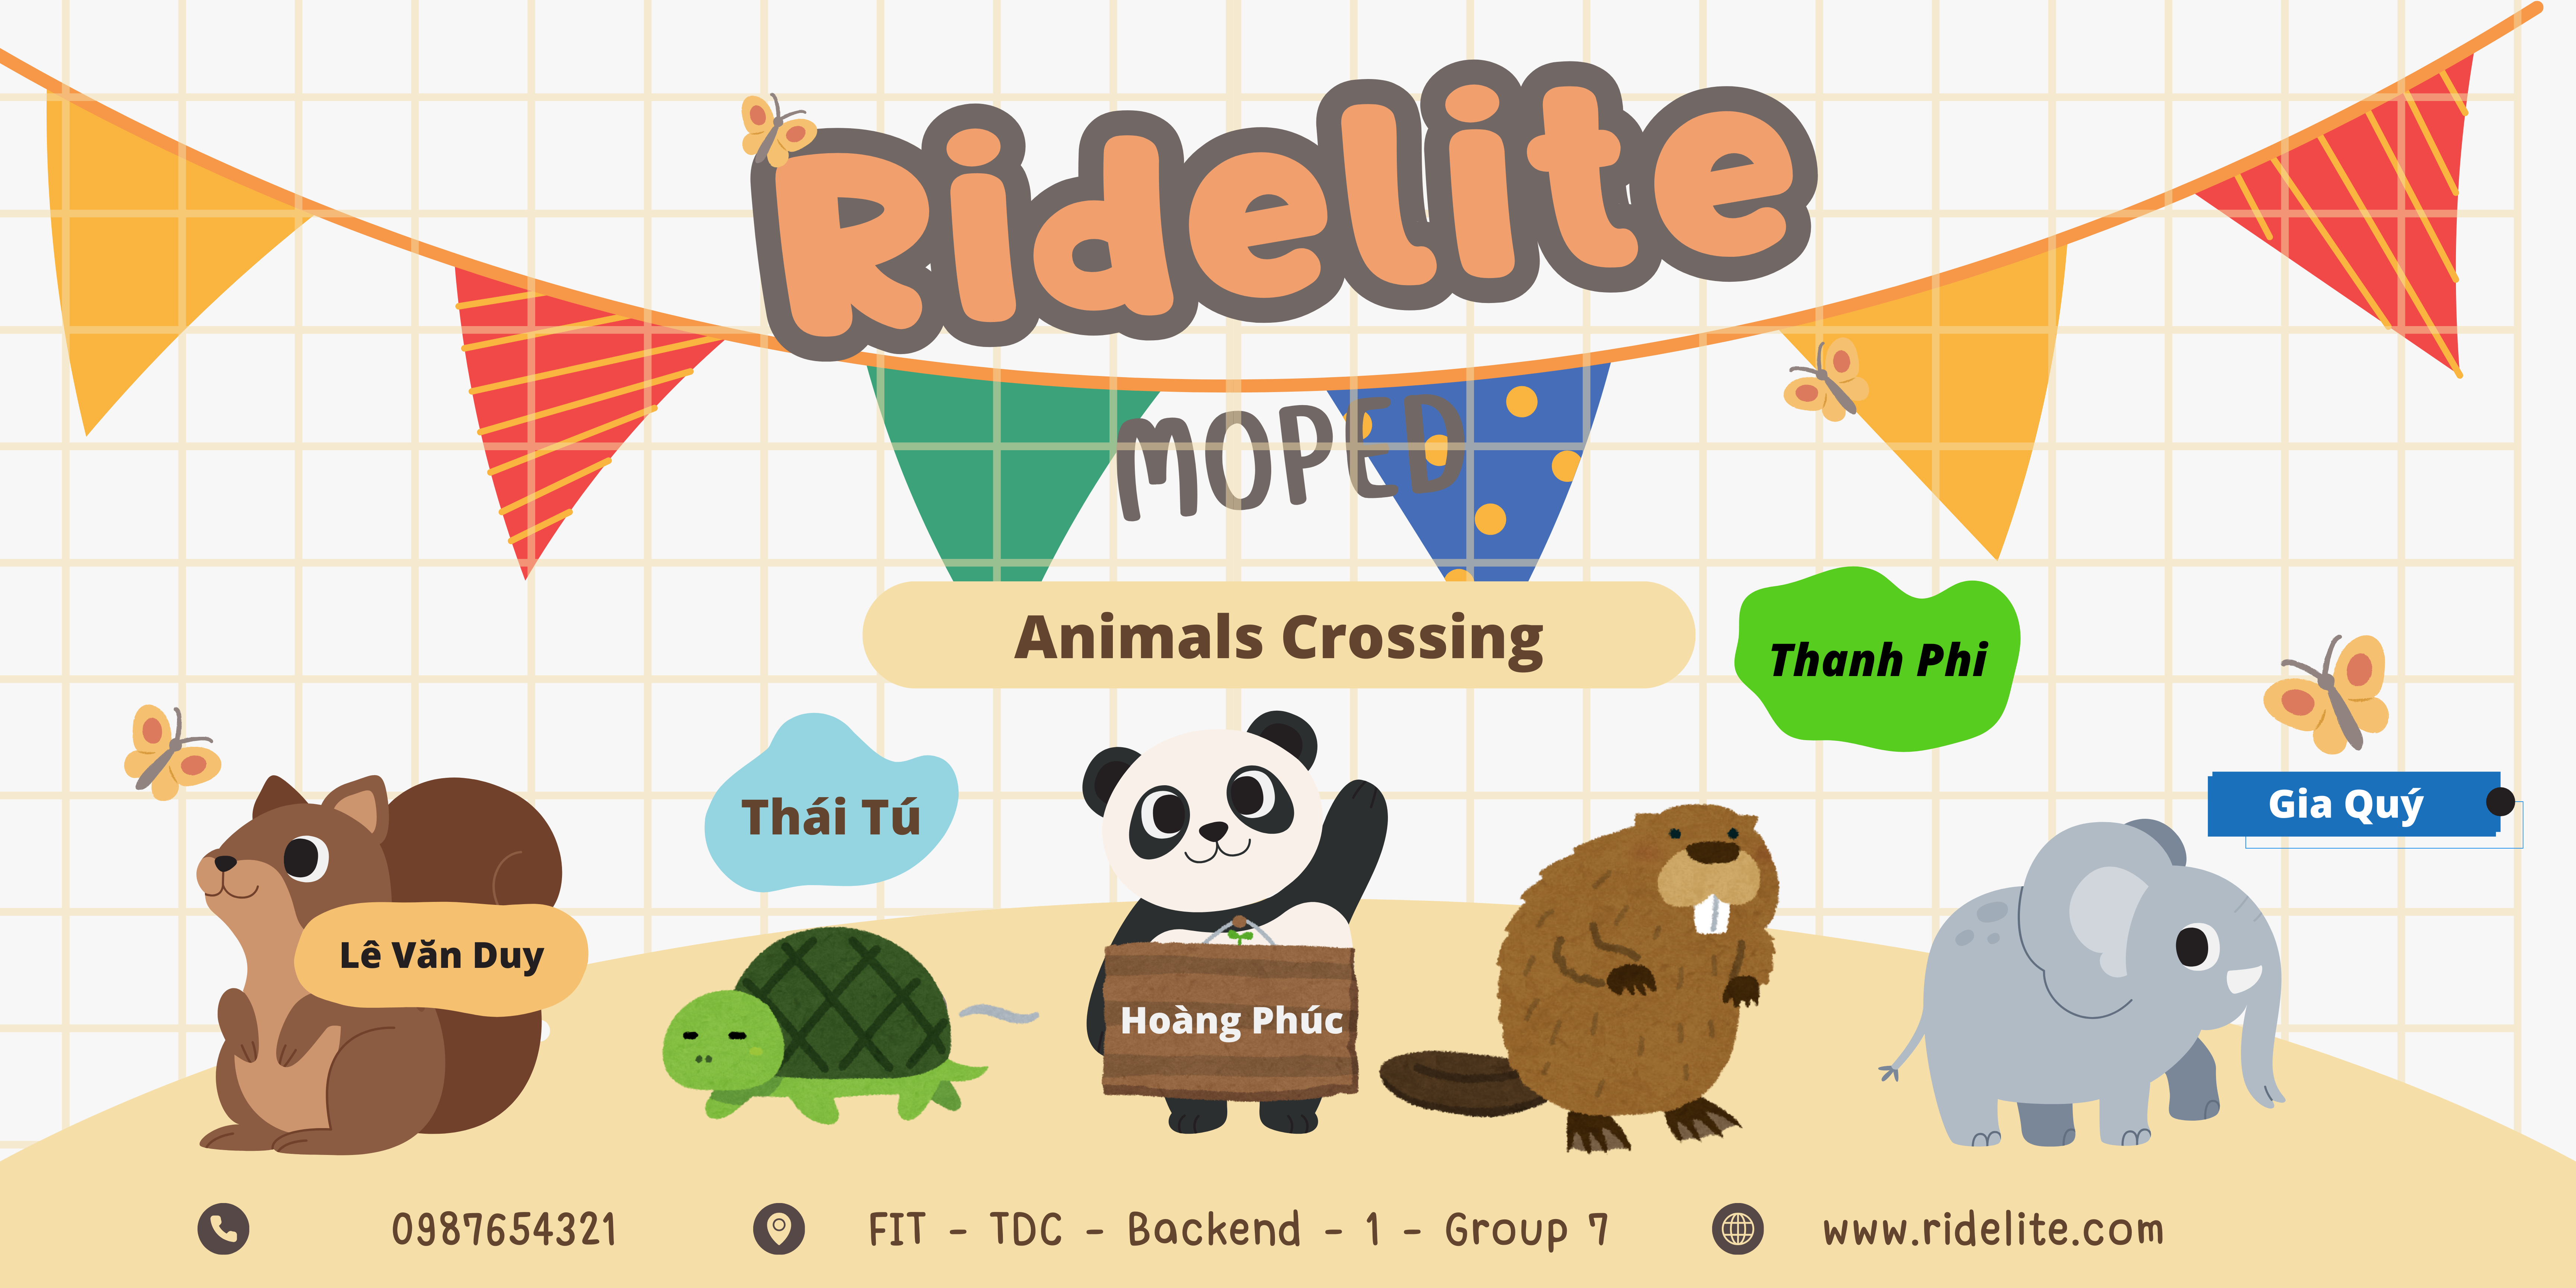 Ridelite
MOPED
Animals Crossing
Thanh Phi
Thái Tú
Gia Quý
Lê Văn Duy
Hoàng Phúc
0987654321
FIT - TDC - Backend - 1 - Group 7
www.ridelite.com